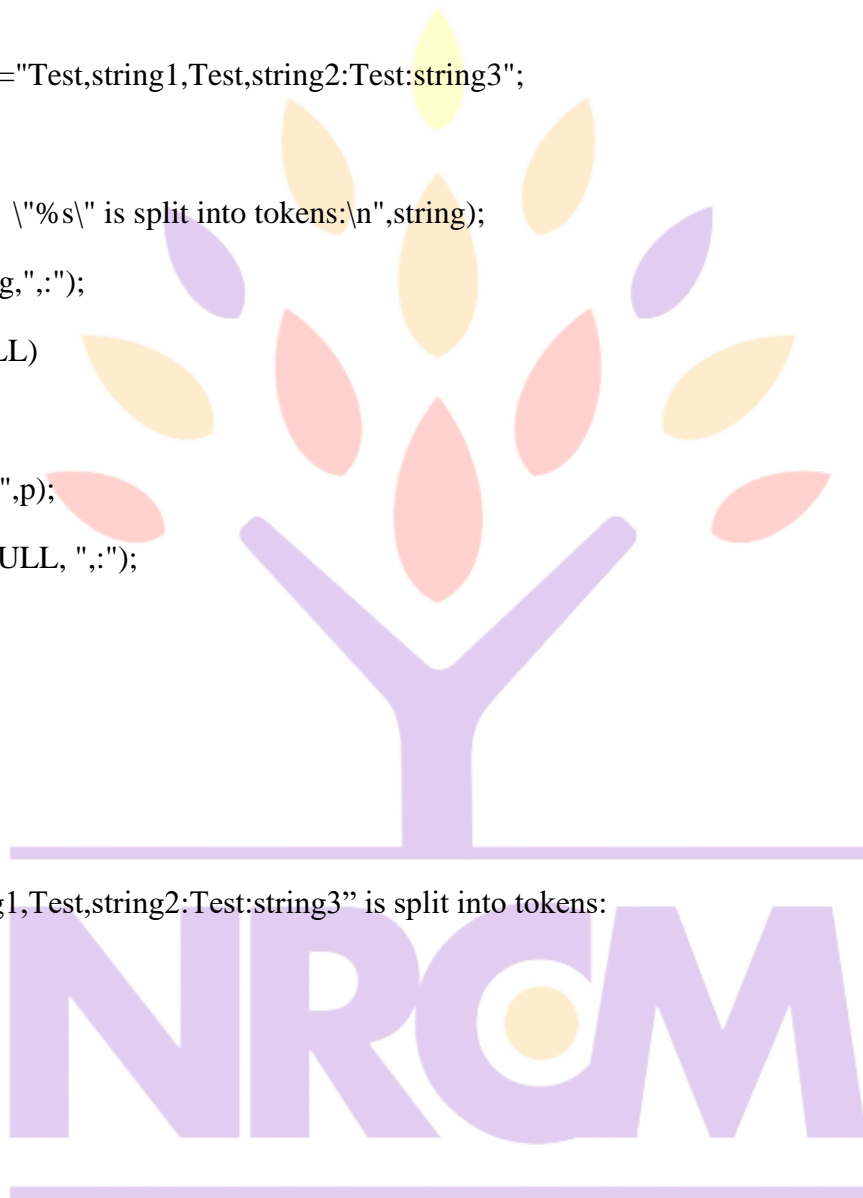 ="Test,string1,Test,string2:Test:string3";
\"%s\" is split into tokens:\n",string);
g,",:");
LL)
",p);
ULL, ",:");
g1,Test,string2:Test:string3” is split into tokens:
NRCM